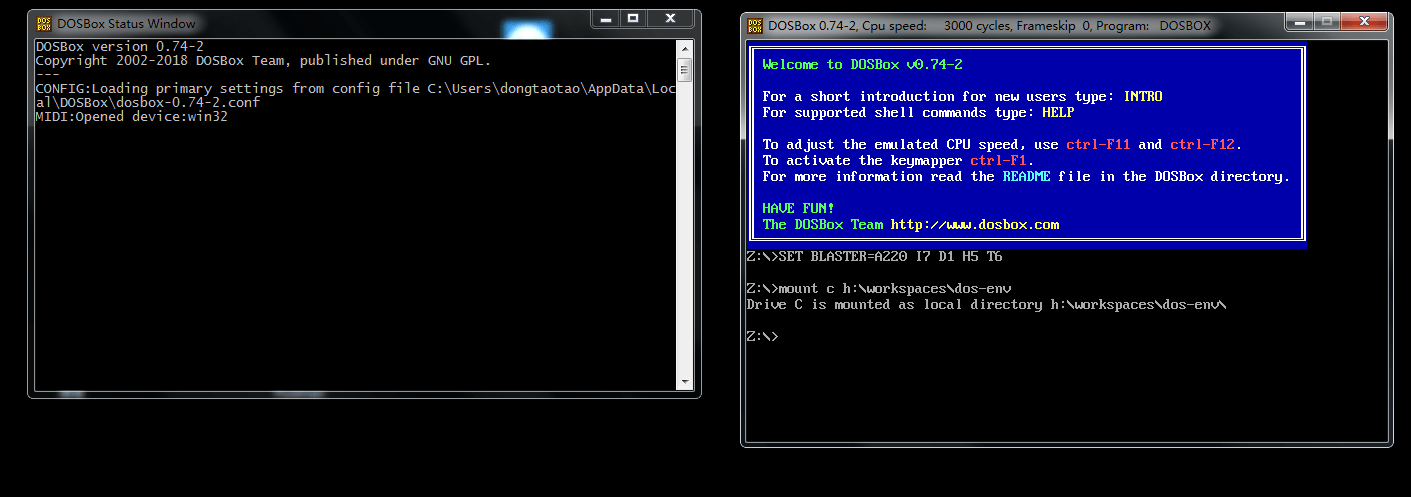 DOSBox Status Window
DOSBox version 0.74-2
Copyright 2002-2018 DOSBox Team, published under GNU GPL.
---
CONFIG:Loading primary settings from config file C:\Users\dongtaotao\AppData\Loc
al\DOSBox\dosbox-0.74-2.conf
MIDI:Opened device:win32
DOSBox 0.74-2, Cpu speed: 3000 cycles, Frameskip 0, Program: DOSBOX
Welcome to DOSBox v0.74-2
For a short introduction for new users type: INTRO
For supported shell commands type: HELP
To adjust the emulated CPU speed, use ctrl-F11 and ctrl-F12.
To activate the keymapper ctrl-F1.
For more information read the README file in the DOSBox directory.
HAVE FUN!
The DOSBox Team http://www.dosbox.com
Z:\>SET BLASTER=A220 I7 D1 H5 T6
Z:\>mount c h:\workspaces\dos-env
Drive C is mounted as local directory h:\workspaces\dos-env\
Z:\>